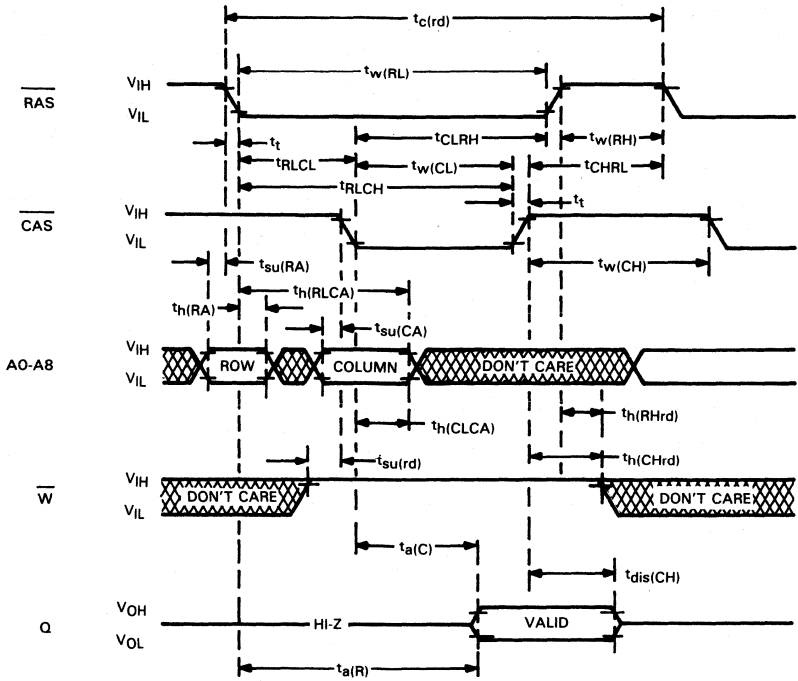 tc(rd)
VIH
tw(RL)
RAS
VIL
tCLRH
tw(RH)
tt
tRLCL
tw(CL)
tCHRL
tRLCH
VIH
tt
CAS
VIL
tsu(RA)
tw(CH)
th(RLCA)
th(RA)
tsu(CA)
VIH
A0-A8
ROW
COLUMN
DON'T CARE
VIL
th(RHrd)
th(CLCA)
tsu(rd)
th(CHrd)
VIH
W
DON'T CARE
DON'T CARE
VIL
ta(C)
tdis(CH)
VOH
Q
HI-Z
VALID
VOL
ta(R)